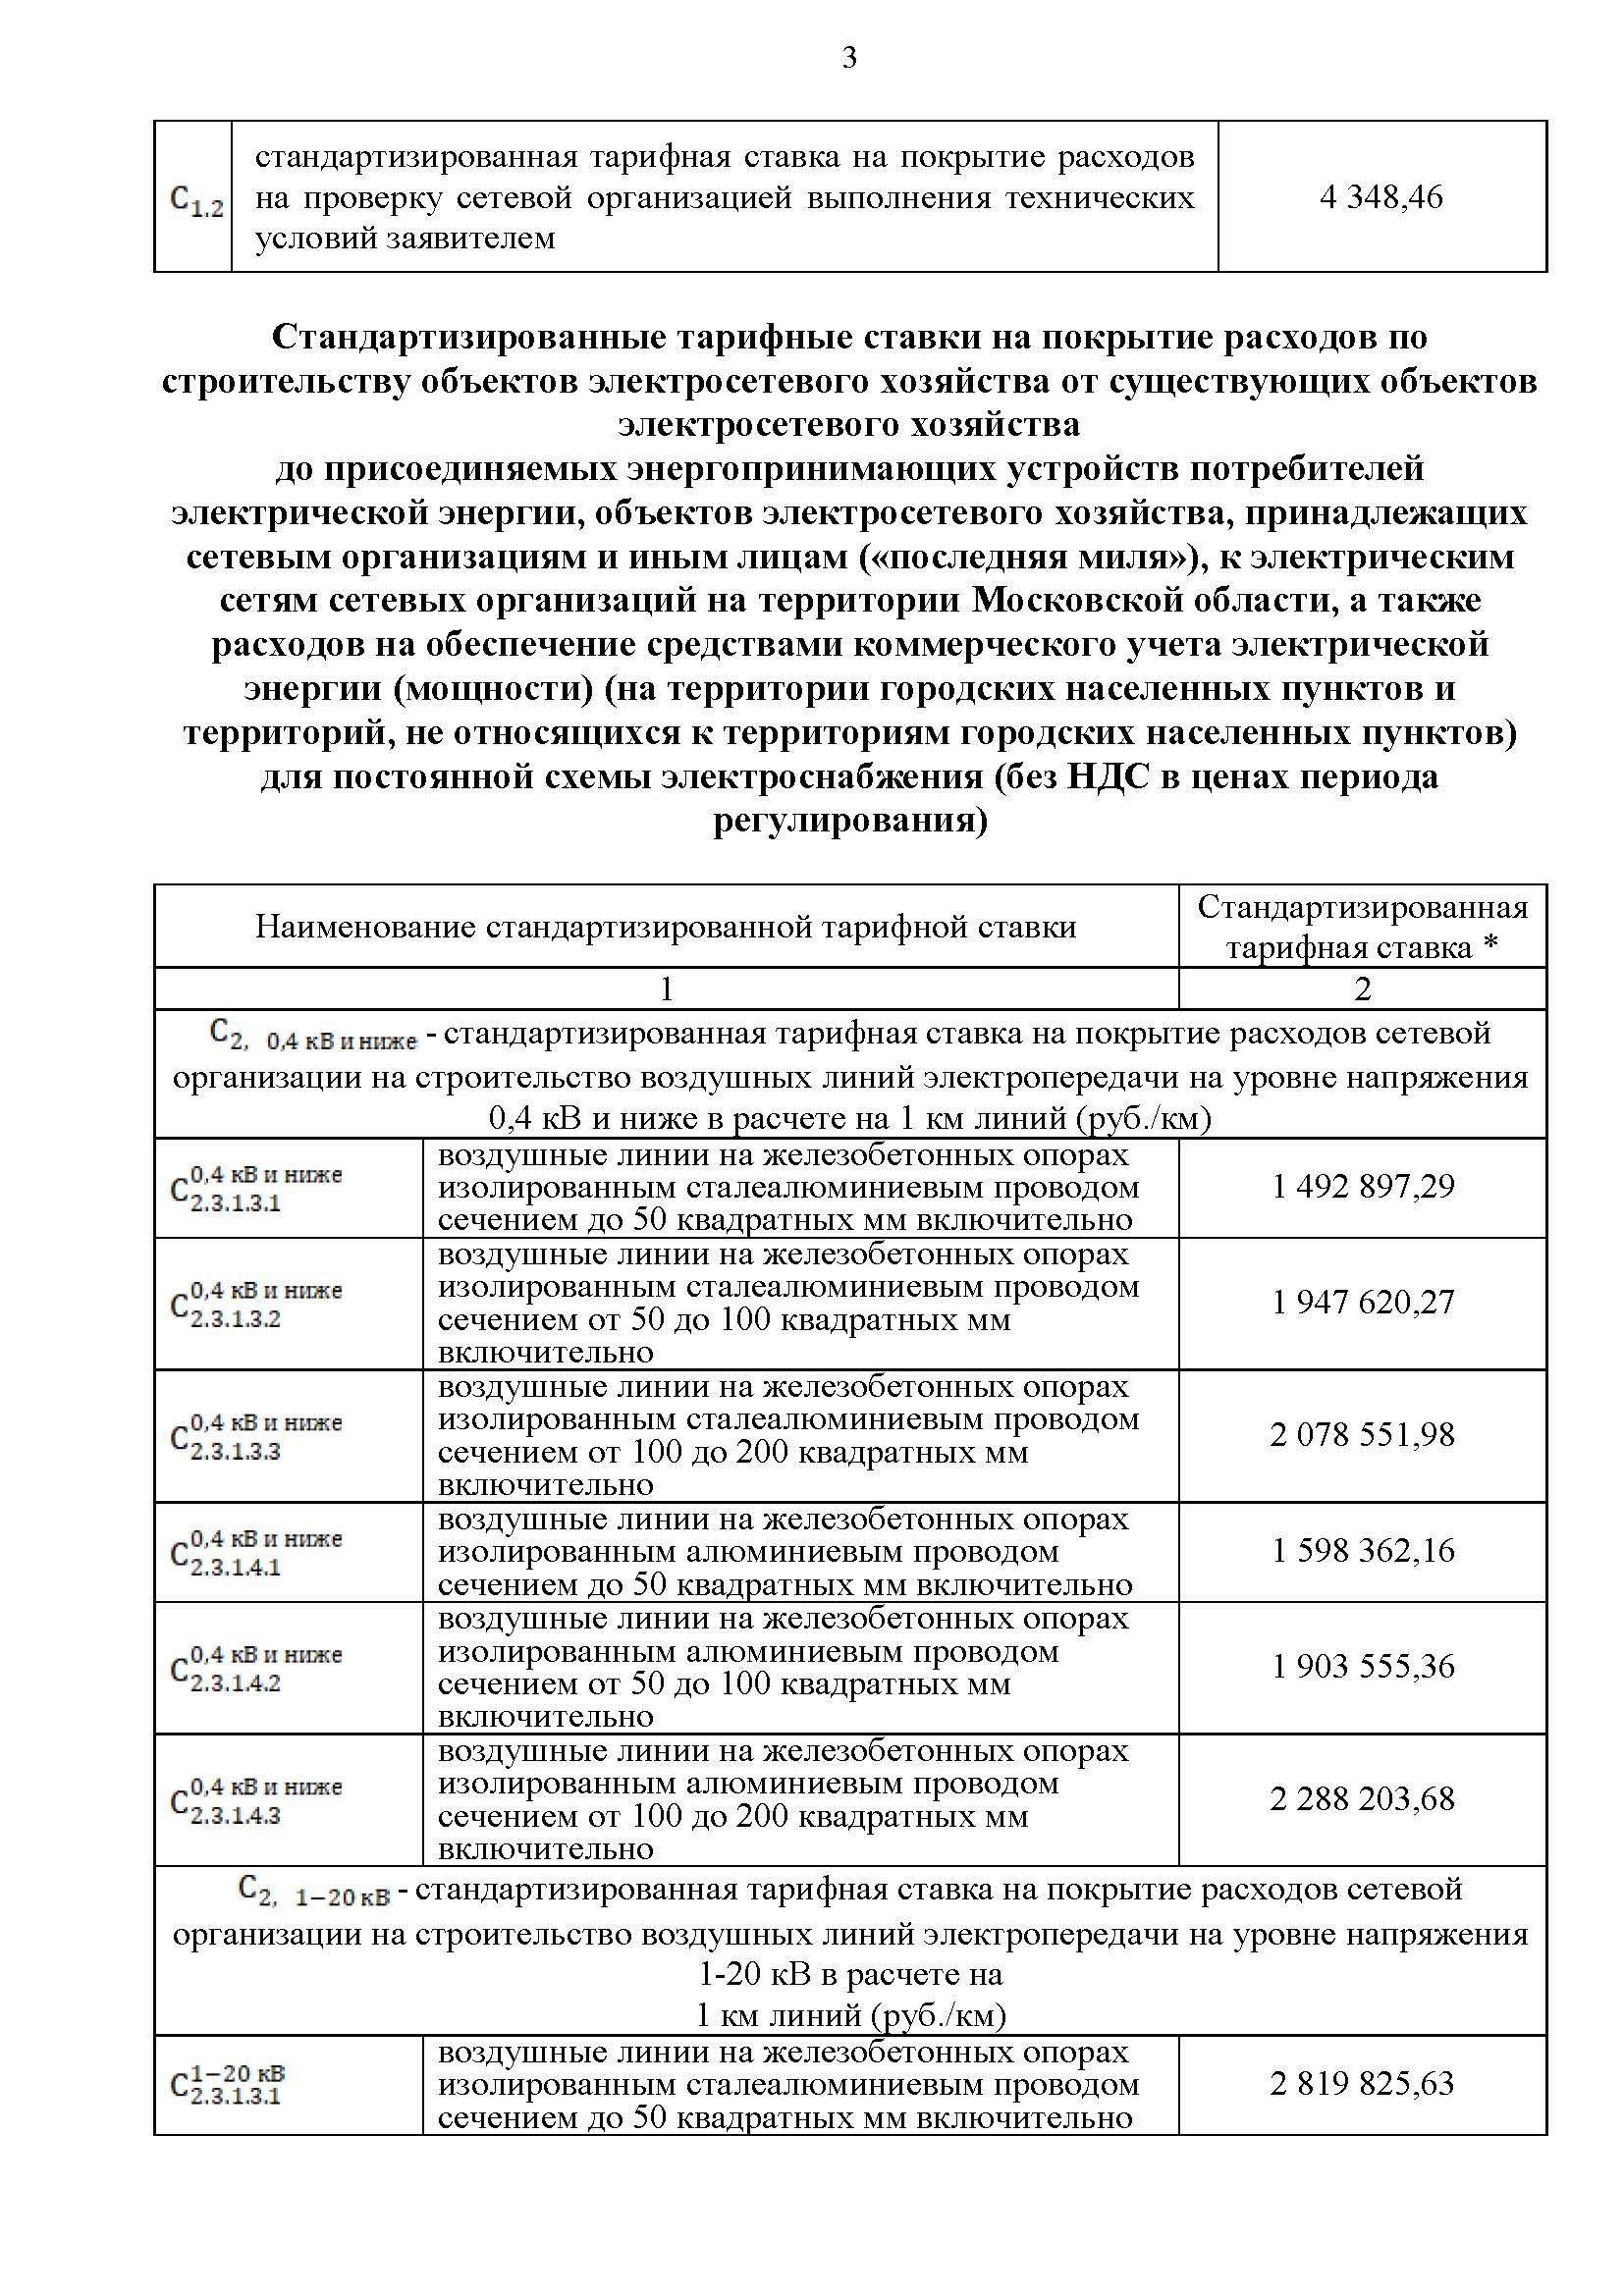 3
С1.2
стандартизированная тарифная ставка на покрытие расходов
на проверку сетевой организацией выполнения технических
условий заявителем
4 348,46
Стандартизированные тарифные ставки на покрытие расходов по
строительству объектов электросетевого хозяйства от существующих объектов
электросетевого хозяйства
до присоединяемых энергопринимающих устройств потребителей
электрической энергии, объектов электросетевого хозяйства, принадлежащих
сетевым организациям и иным лицам («последняя миля»), к электрическим
сетям сетевых организаций на территории Московской области, а также
расходов на обеспечение средствами коммерческого учета электрической
энергии (мощности) (на территории городских населенных пунктов и
территорий, не относящихся к территориям городских населенных пунктов)
для постоянной схемы электроснабжения (без НДС в ценах периода
регулирования)
Наименование стандартизированной тарифной ставки
Стандартизированная
тарифная ставка *
1
2
С2, 0,4 кВ и ниже - стандартизированная тарифная ставка на покрытие расходов сетевой
организации на строительство воздушных линий электропередачи на уровне напряжения
0,4 кВ и ниже в расчете на 1 км линий (руб./км)
С 0,4 кВ и ниже 2.3.1.3.1
воздушные линии на железобетонных опорах
изолированным сталеалюминиевым проводом
сечением до 50 квадратных мм включительно
1 492 897,29
С 0,4 кВ и ниже 2.3.1.3.2
воздушные линии на железобетонных опорах
изолированным сталеалюминиевым проводом
сечением от 50 до 100 квадратных мм
включительно
1 947 620,27
С 0,4 кВ и ниже 2.3.1.3.3
воздушные линии на железобетонных опорах
изолированным сталеалюминиевым проводом
сечением от 100 до 200 квадратных мм
включительно
2 078 551,98
С 0,4 кВ и ниже 2.3.1.4.1
воздушные линии на железобетонных опорах
изолированным алюминиевым проводом
сечением до 50 квадратных мм включительно
1 598 362,16
С 0,4 кВ и ниже 2.3.1.4.2
воздушные линии на железобетонных опорах
изолированным алюминиевым проводом
сечением от 50 до 100 квадратных мм
включительно
1 903 555,36
С 0,4 кВ и ниже 2.3.1.4.3
воздушные линии на железобетонных опорах
изолированным алюминиевым проводом
сечением от 100 до 200 квадратных мм
включительно
2 288 203,68
С2, 1−20 кВ - стандартизированная тарифная ставка на покрытие расходов сетевой
организации на строительство воздушных линий электропередачи на уровне напряжения
1-20 кВ в расчете на
1 км линий (руб./км)
С 1−20 кВ 2.3.1.3.1
воздушные линии на железобетонных опорах
изолированным сталеалюминиевым проводом
сечением до 50 квадратных мм включительно
2 819 825,63